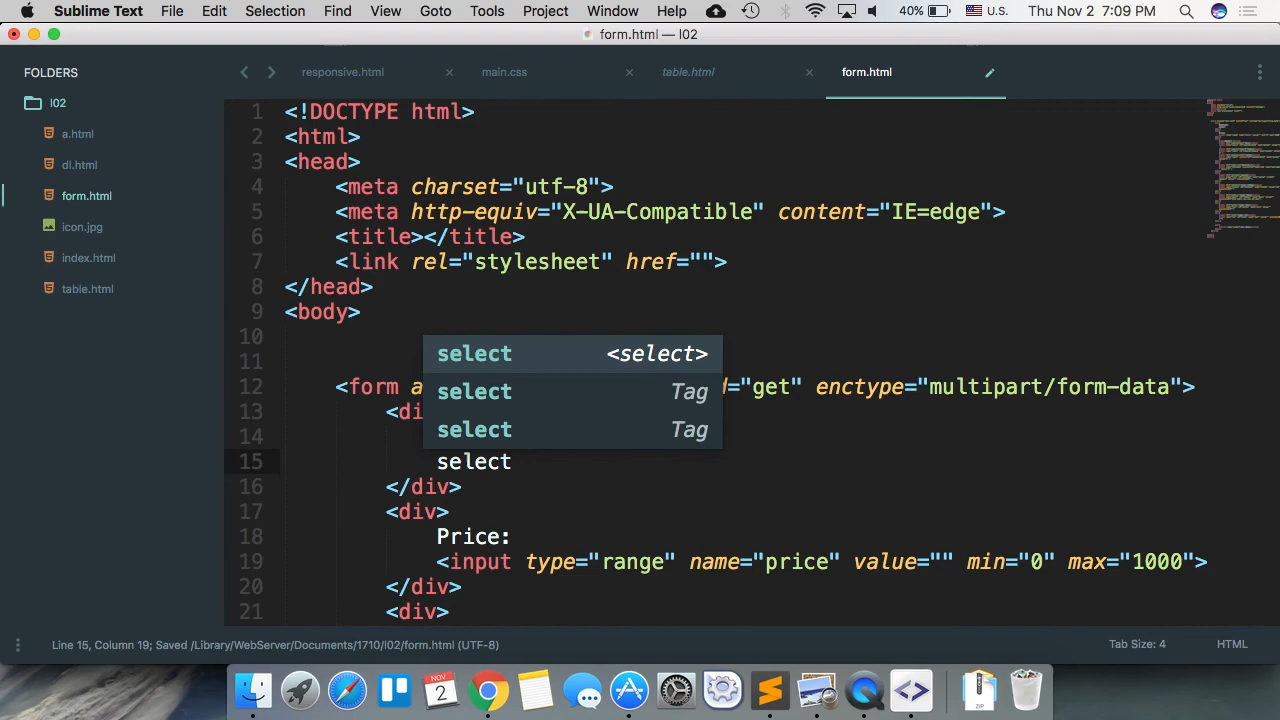 Sublime Text File Edit Selection Find View Goto Tools Project Window Help 40% U.S. Thu Nov 2 7:09 PM
form.html — l02
FOLDERS
l02
a.html
dl.html
form.html
icon.jpg
index.html
table.html
responsive.html main.css table.html form.html
1 <!DOCTYPE html>
2 <html>
3 <head>
4 <meta charset="utf-8">
5 <meta http-equiv="X-UA-Compatible" content="IE=edge">
6 <title></title>
7 <link rel="stylesheet" href="">
8 </head>
9 <body>
10
select <select>
11
12 <form a d="get" enctype="multipart/form-data">
select Tag
13 <di
select Tag
14
15 select
16 </div>
17 <div>
18 Price:
19 <input type="range" name="price" value="" min="0" max="1000">
20 </div>
21 <div>
Line 15, Column 19; Saved /Library/WebServer/Documents/1710/l02/form.html (UTF-8) Tab Size: 4 HTML
NOV
2
ZIP